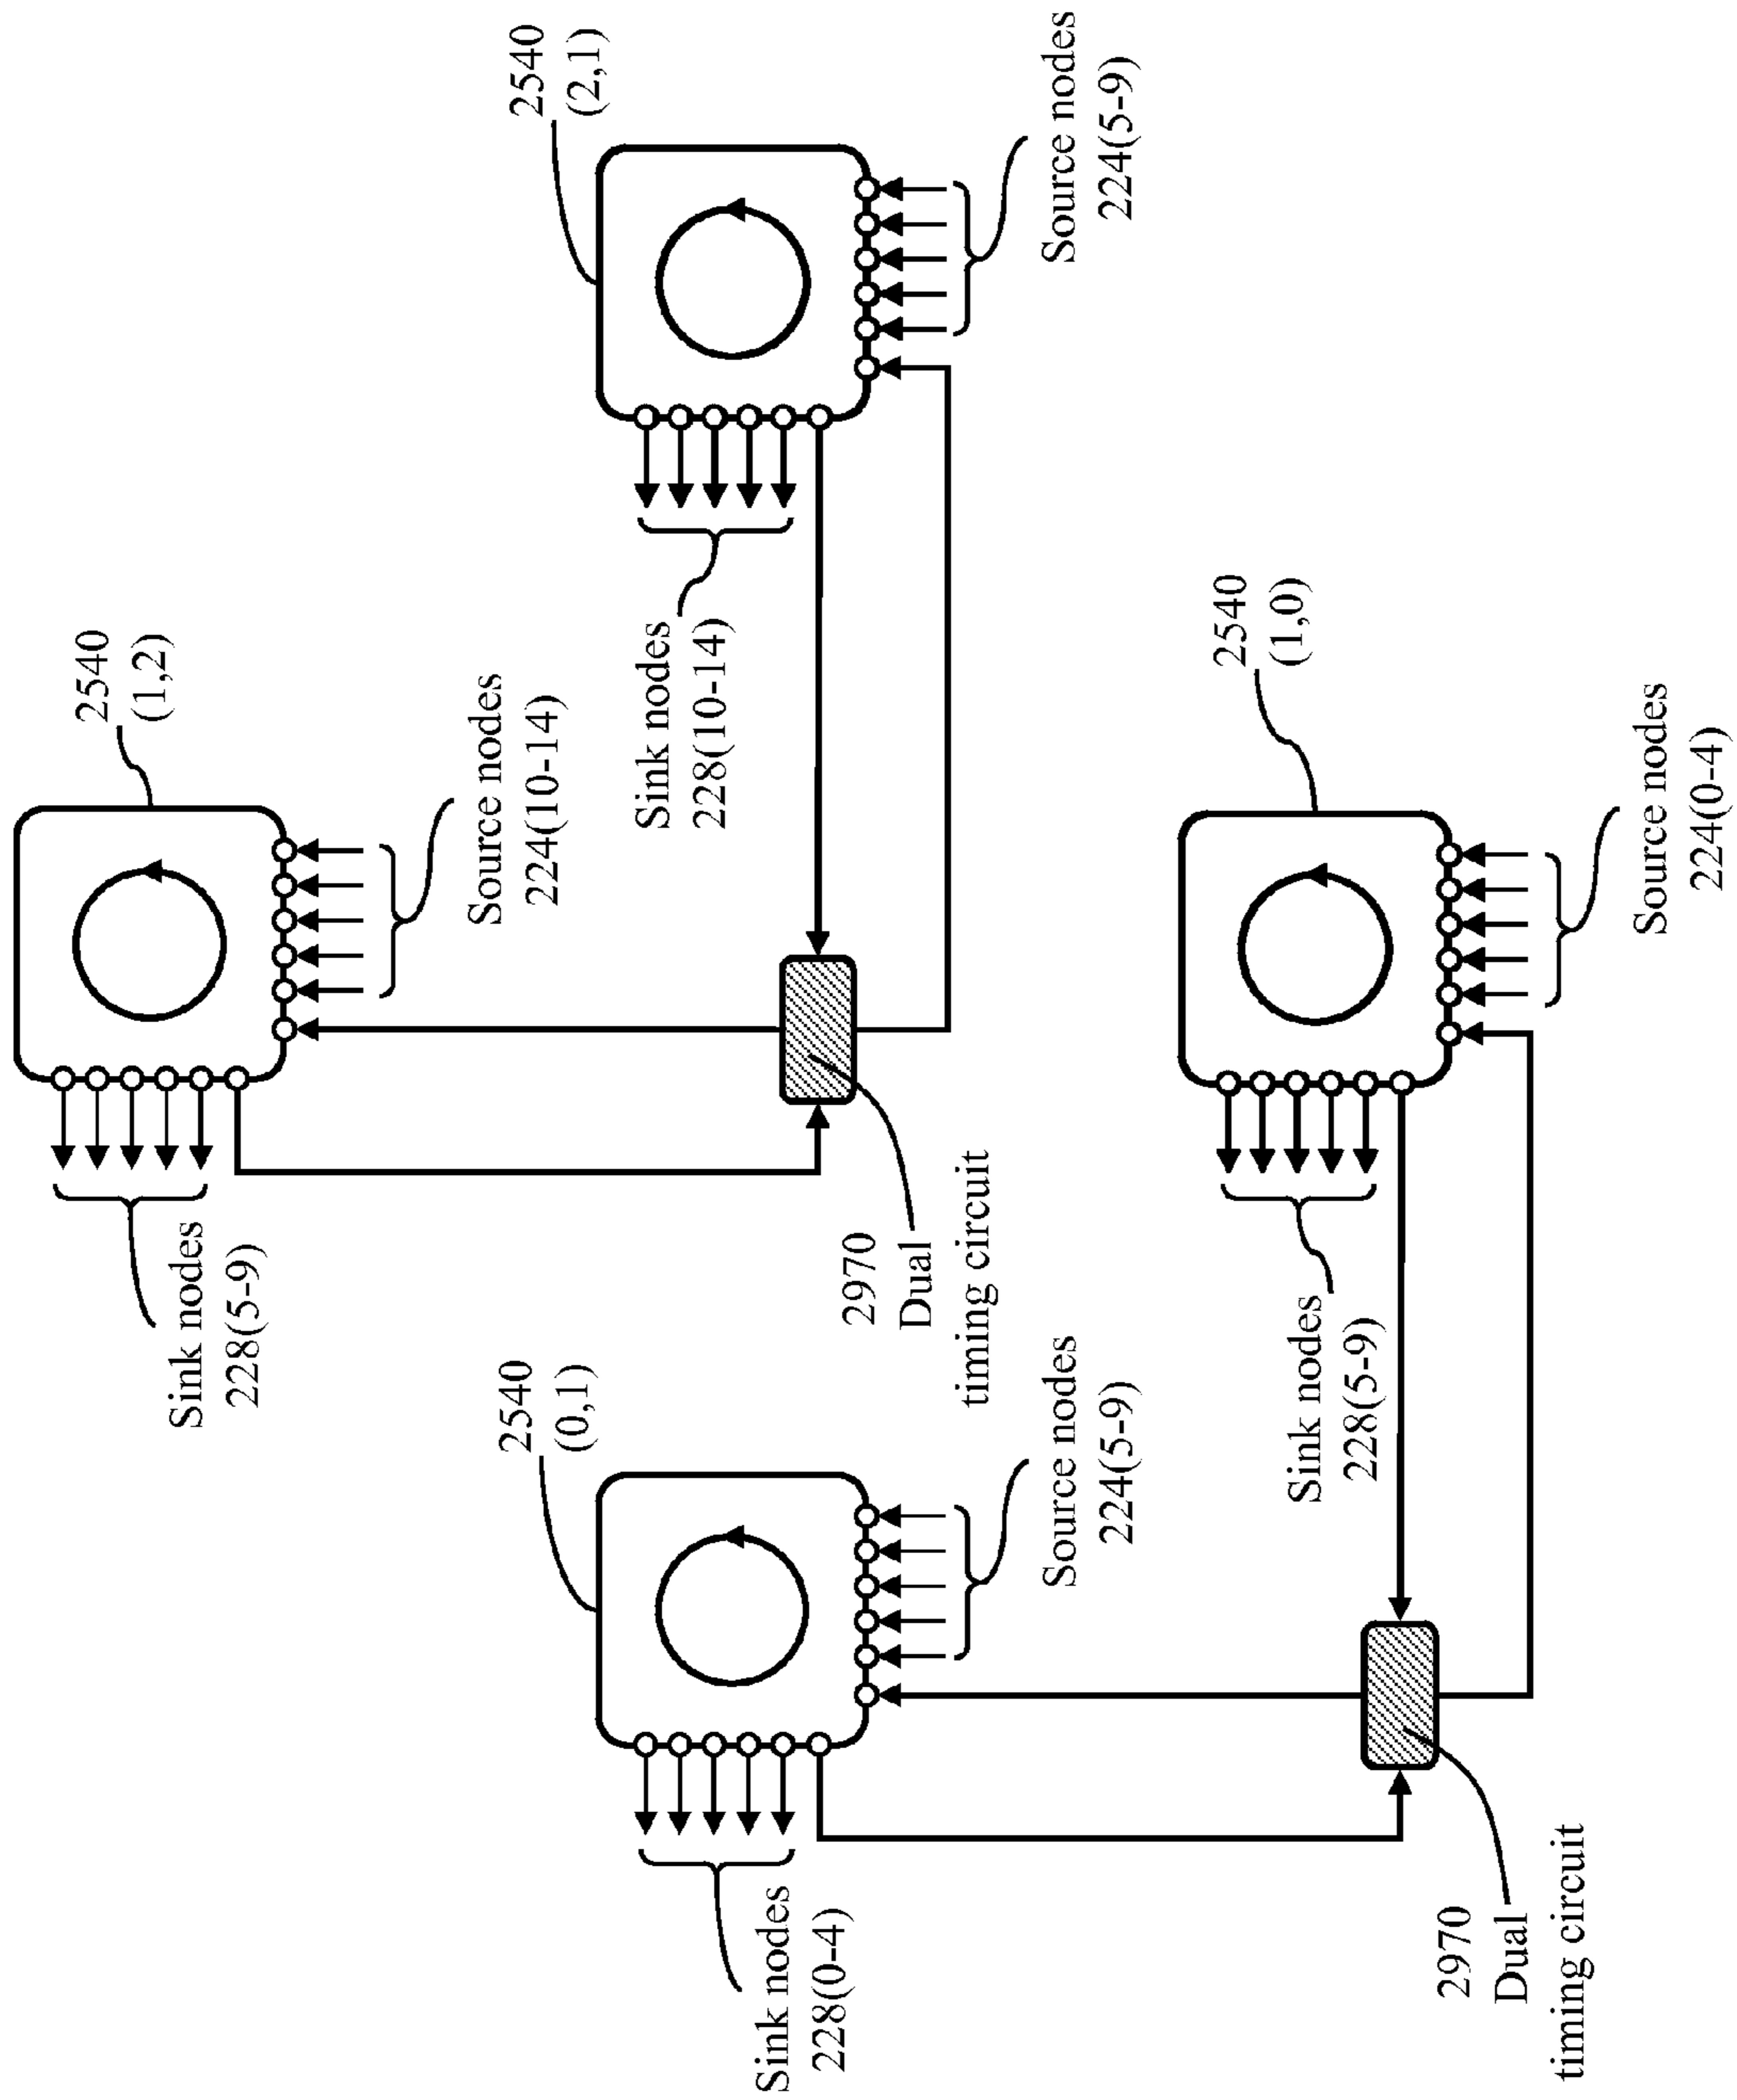 2540
(1,2)
Sink nodes
228(5-9)
Source nodes
224(10-14)
2540
(0,1)
2540
(2,1)
Sink nodes
228(10-14)
Sink nodes
228(0-4)
2970
Dual
timing circuit
Source nodes
224(5-9)
Source nodes
224(5-9)
2540
(1,0)
Sink nodes
228(5-9)
2970
Dual
timing circuit
Source nodes
224(0-4)